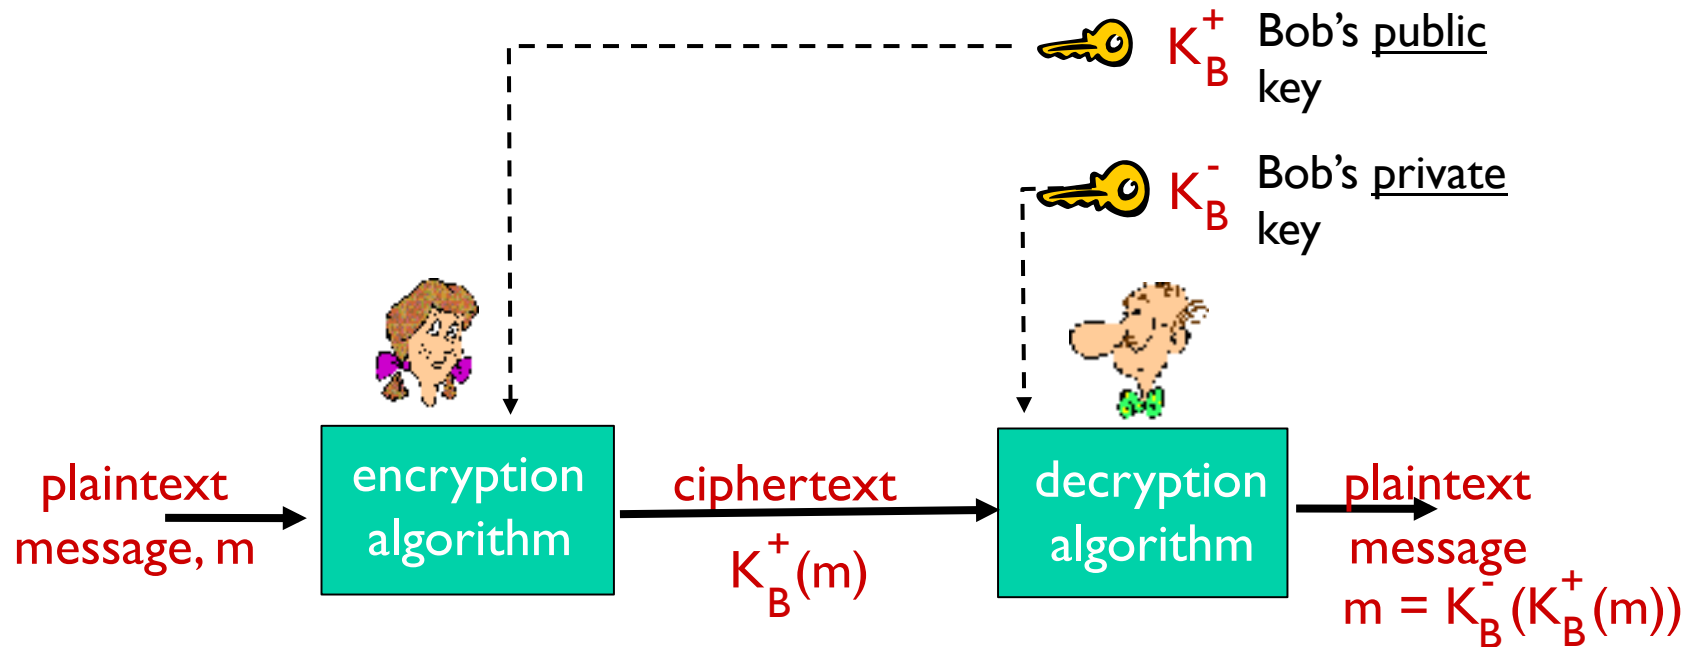 K_B^+ Bob's public
key
K_B^- Bob's private
key
plaintext
message, m
encryption
algorithm
ciphertext
K_B^+(m)
decryption
algorithm
plaintext
message
m = K_B^-(K_B^+(m))